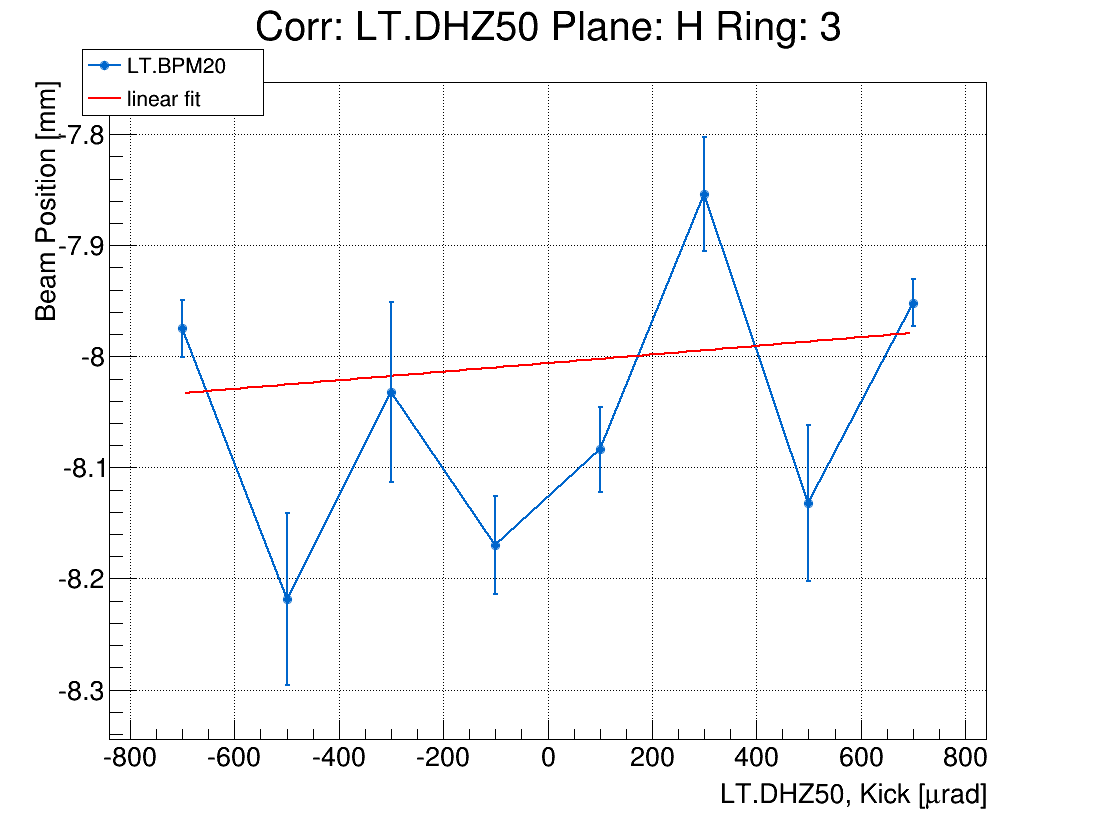 Corr: LT.DHZ50 Plane: H Ring: 3
LT.BPM20
linear fit
Beam Position [mm]
-7.8
-7.9
-8
-8.1
-8.2
-8.3
-800 -600 -400 -200 0 200 400 600 800
LT.DHZ50, Kick [μrad]